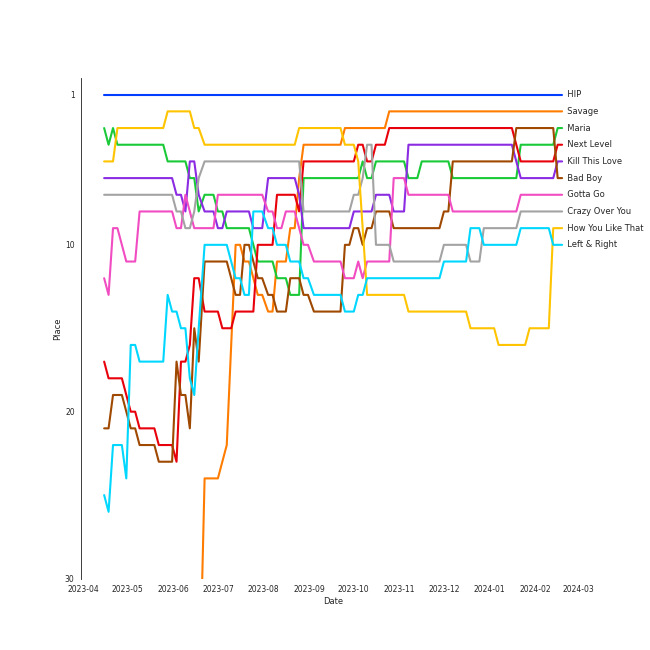 1
10
20
30
Place
2023-04
2023-05
2023-06
2023-07
2023-08
2023-09
2023-10
2023-11
2023-12
2024-01
2024-02
2024-03
Date
HIP
Savage
Maria
Next Level
Kill This Love
Bad Boy
Gotta Go
Crazy Over You
How You Like That
Left & Right